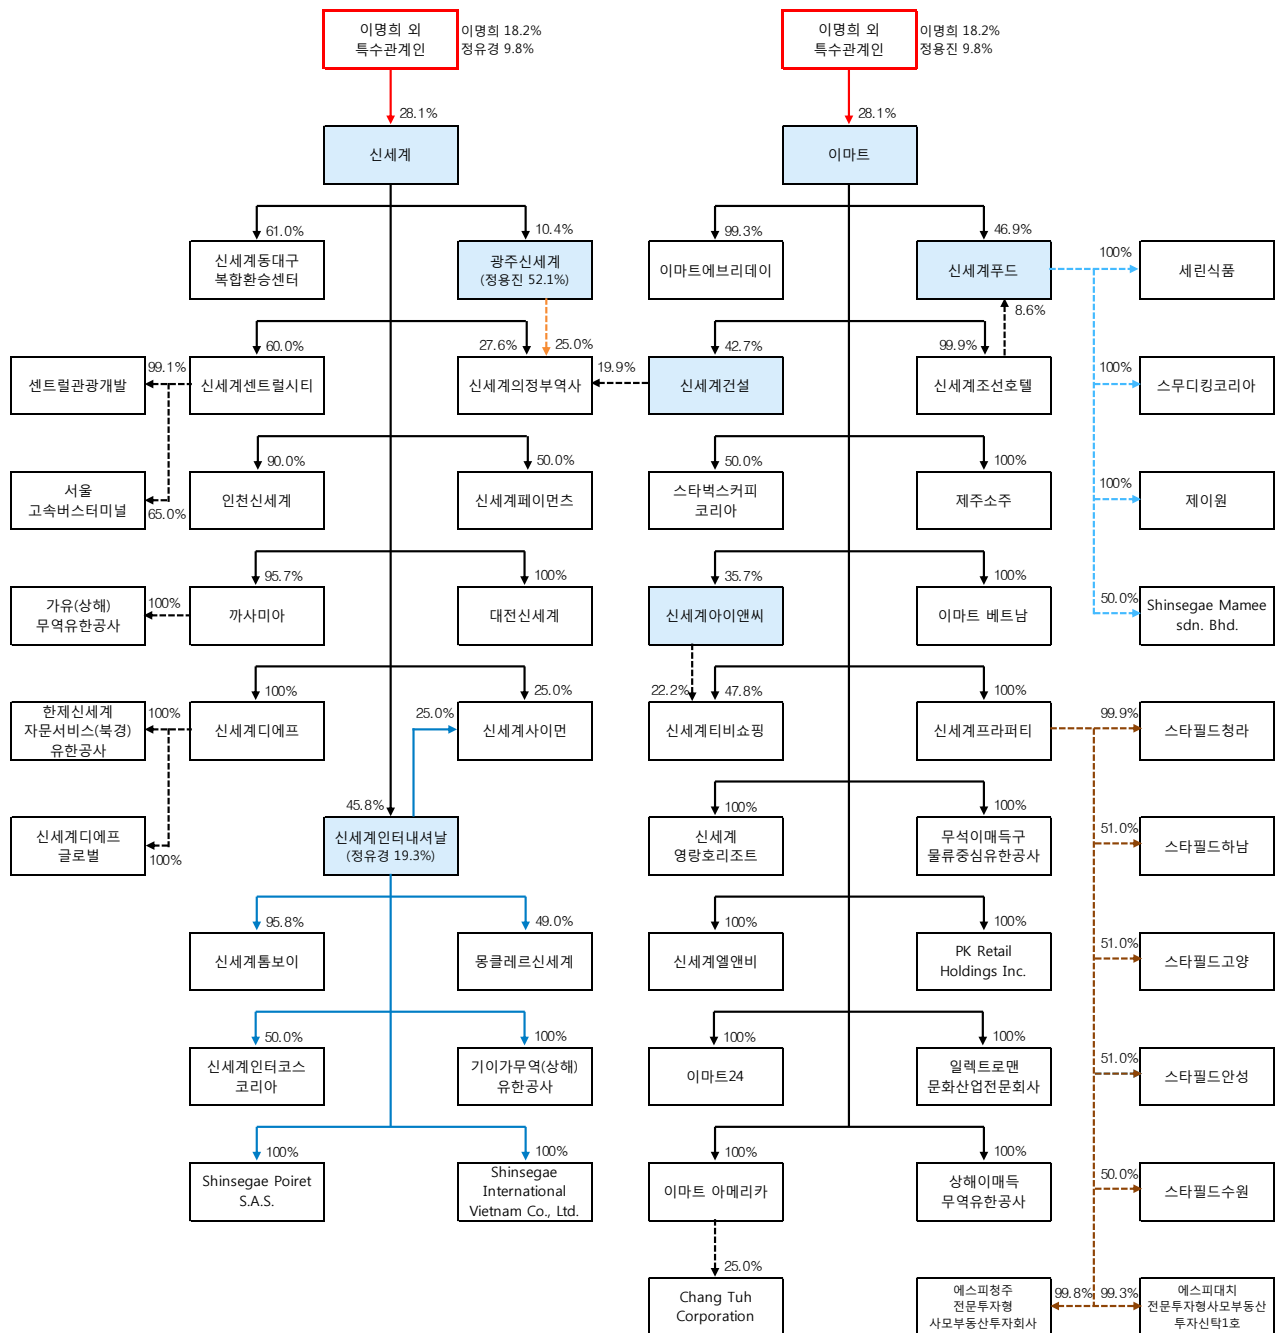 이명희 외
특수관계인
이명희 18.2%
정유경 9.8%
28.1%
신세계
61.0%
신세계동대구
복합환승센터
10.4%
광주신세계
(정용진 52.1%)
60.0%
신세계센트럴시티
27.6%
25.0%
신세계의정부역사
99.1%
센트럴관광개발
서울
고속버스터미널
65.0%
90.0%
인천신세계
50.0%
신세계페이먼츠
95.7%
까사미아
100%
대전신세계
100%
가유(상해)
무역유한공사
100%
신세계디에프
25.0%
신세계사이먼
25.0%
100%
한제신세계
자문서비스(북경)
유한공사
신세계디에프
글로벌
100%
45.8%
신세계인터내셔날
(정유경 19.3%)
95.8%
신세계톰보이
49.0%
몽클레르신세계
50.0%
신세계인터코스
코리아
100%
기이가무역(상해)
유한공사
100%
Shinsegae Poiret
S.A.S.
100%
Shinsegae
International
Vietnam Co., Ltd.
이명희 외
특수관계인
이명희 18.2%
정용진 9.8%
28.1%
이마트
99.3%
이마트에브리데이
46.9%
신세계푸드
8.6%
42.7%
신세계건설
19.9%
99.9%
신세계조선호텔
50.0%
스타벅스커피
코리아
100%
제주소주
35.7%
신세계아이앤씨
100%
이마트 베트남
22.2%
47.8%
신세계티비쇼핑
100%
신세계프라퍼티
100%
신세계
영랑호리조트
100%
무석이매득구
물류중심유한공사
100%
신세계엘앤비
100%
PK Retail
Holdings Inc.
100%
이마트24
100%
일렉트로맨
문화산업전문회사
100%
이마트 아메리카
100%
상해이매득
무역유한공사
25.0%
Chang Tuh
Corporation
100%
세린식품
100%
스무디킹코리아
100%
제이원
50.0%
Shinsegae Mamee
sdn. Bhd.
99.9%
스타필드청라
51.0%
스타필드하남
51.0%
스타필드고양
51.0%
스타필드안성
50.0%
스타필드수원
99.8%
에스피청주
전문투자형
사모부동산투자회사
99.3%
에스피대치
전문투자형사모부동산
투자신탁1호